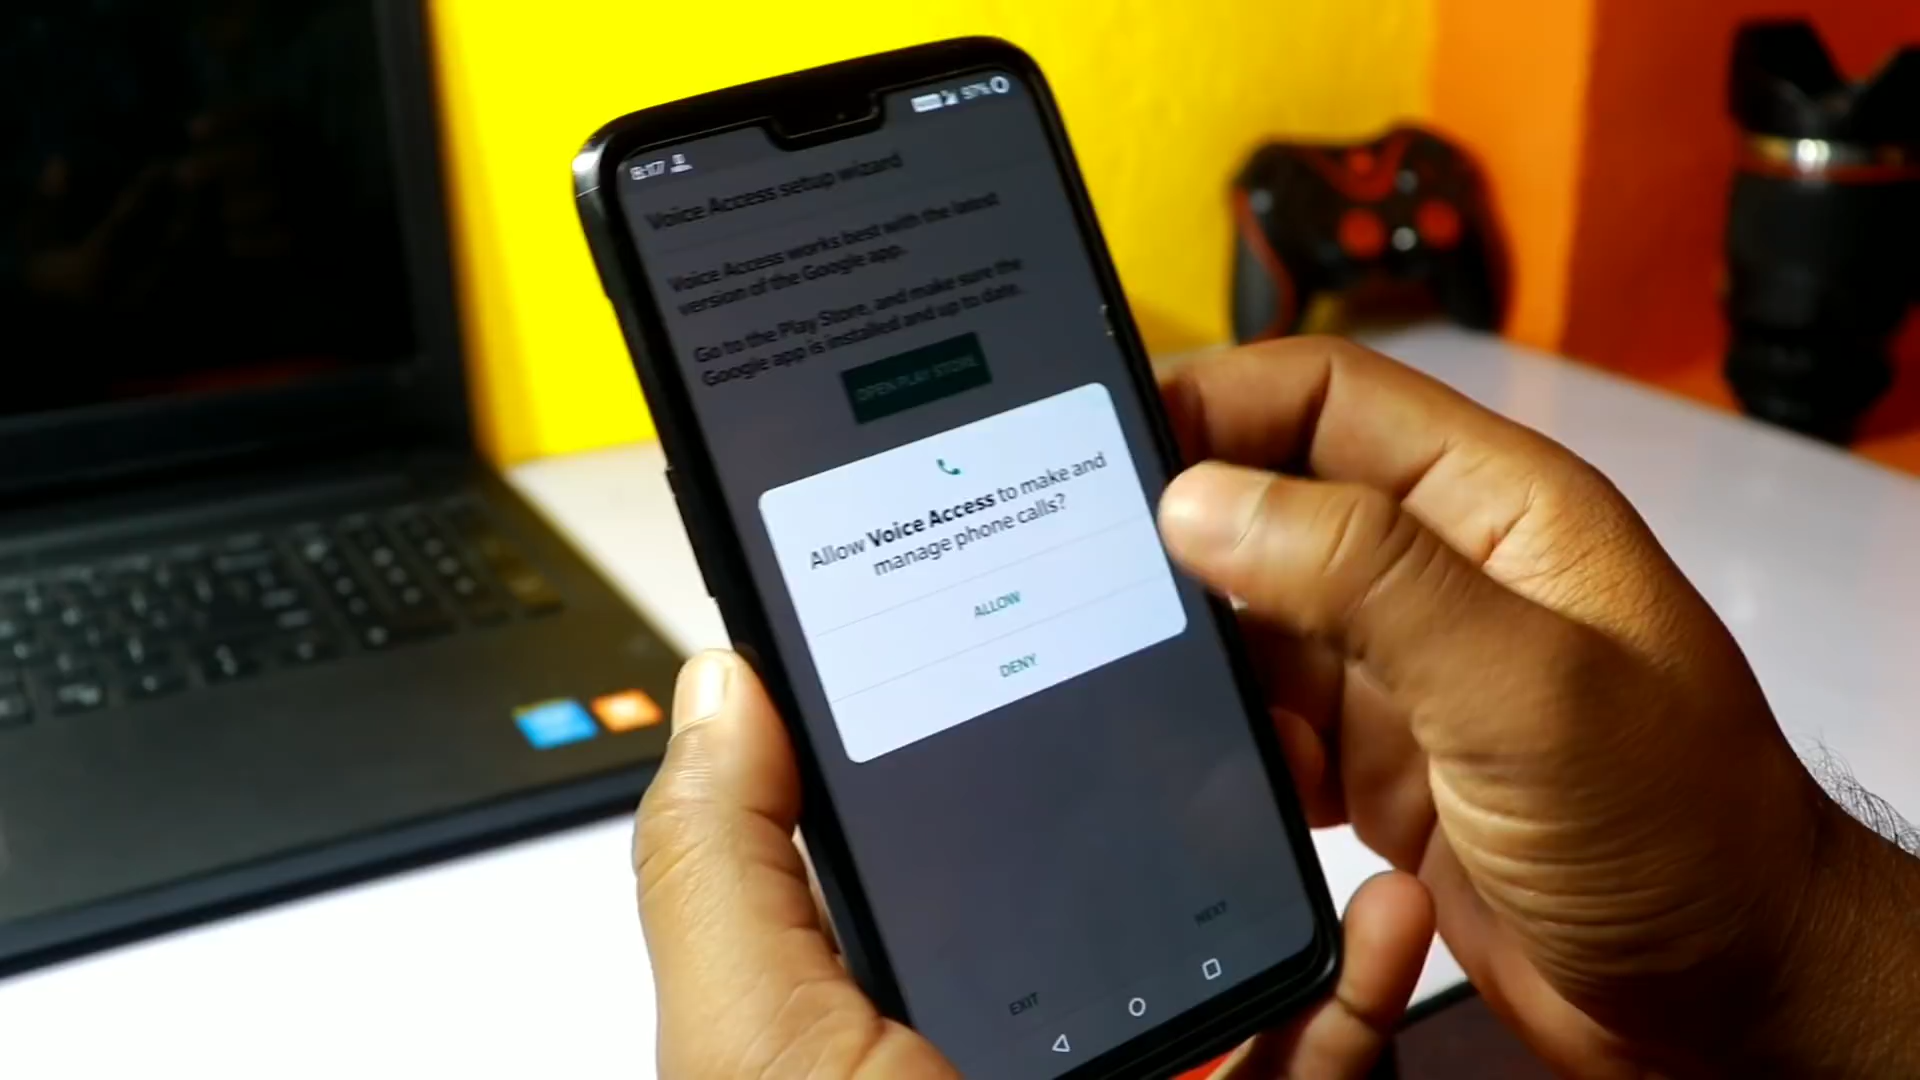 8:17
97%
Voice Access setup wizard
Voice Access works best with the latest
version of the Google app.
Go to the Play Store, and make sure the
Google app is installed and up to date.
OPEN PLAY STORE
Allow Voice Access to make and
manage phone calls?
ALLOW
DENY
NEXT
EXIT